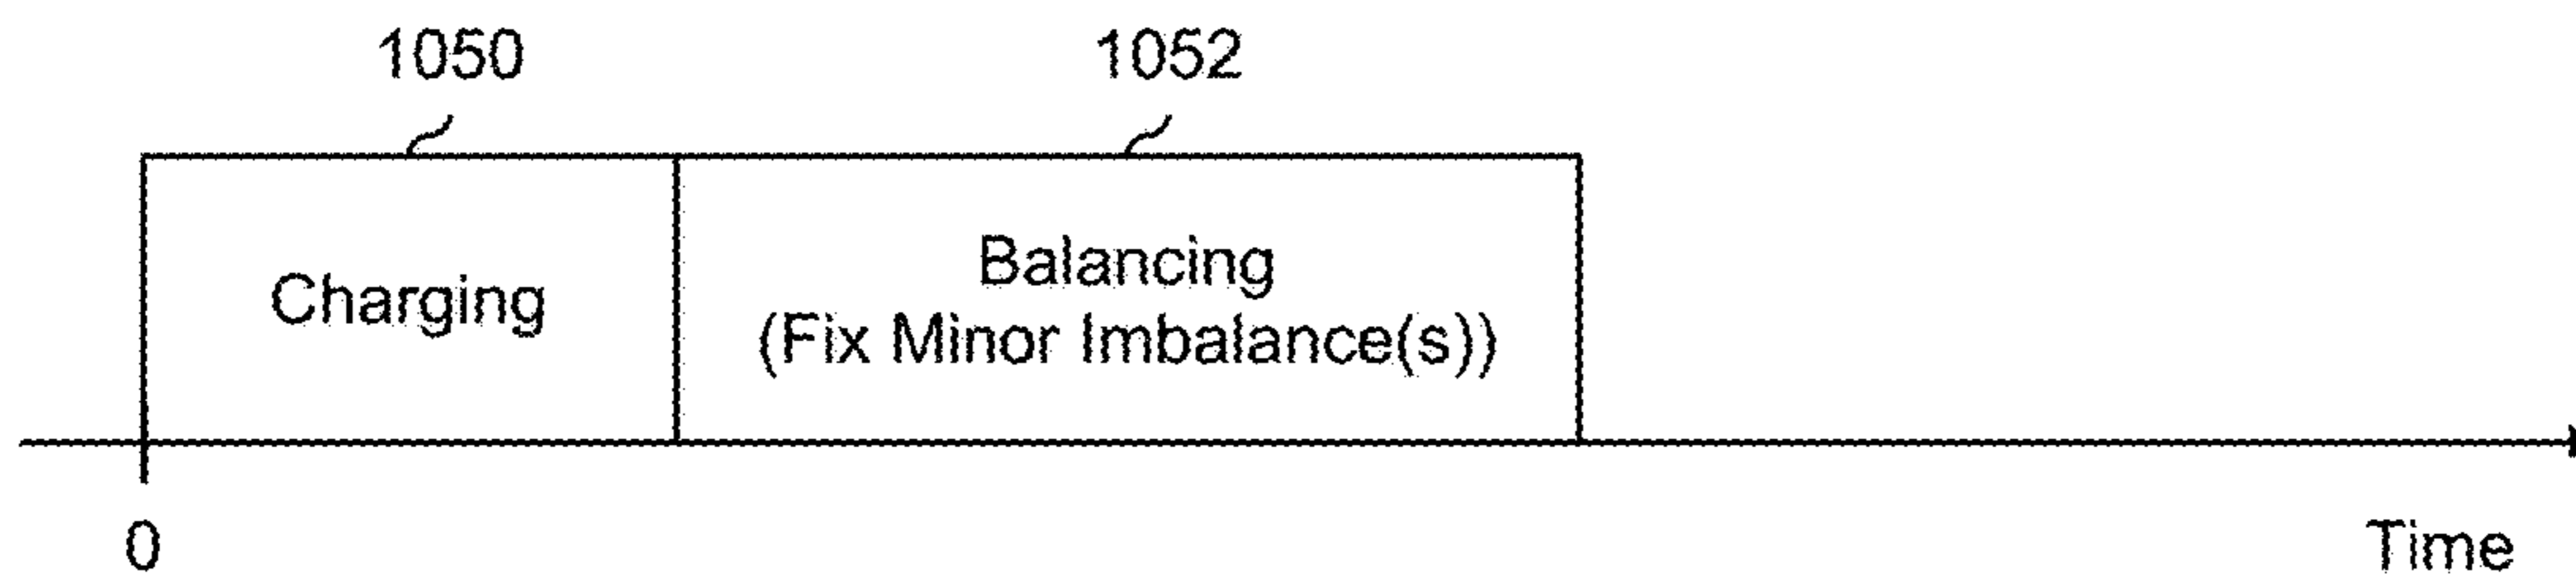 1050
1052
Charging
Balancing
(Fix Minor Imbalance(s))
0
Time